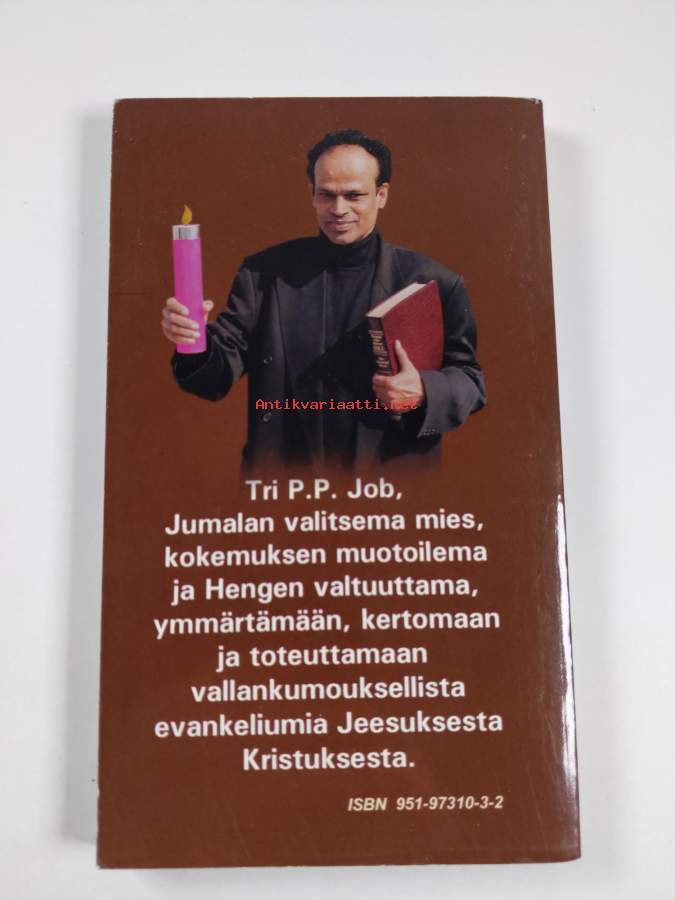 Antikvariaatti.net
Tri P.P. Job,
Jumalan valitsema mies,
kokemuksen muotoilema
ja Hengen valtuuttama,
ymmärtämään, kertomaan
ja toteuttamaan
vallankumouksellista
evankeliumia Jeesuksesta
Kristuksesta.
ISBN 951-97310-3-2